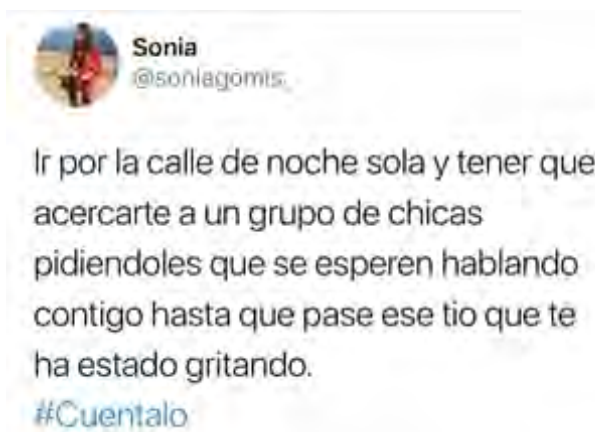 Sonia
@soniagomis
Ir por la calle de noche sola y tener que
acercarte a un grupo de chicas
pidiendoles que se esperen hablando
contigo hasta que pase ese tio que te
ha estado gritando.
#Cuentalo